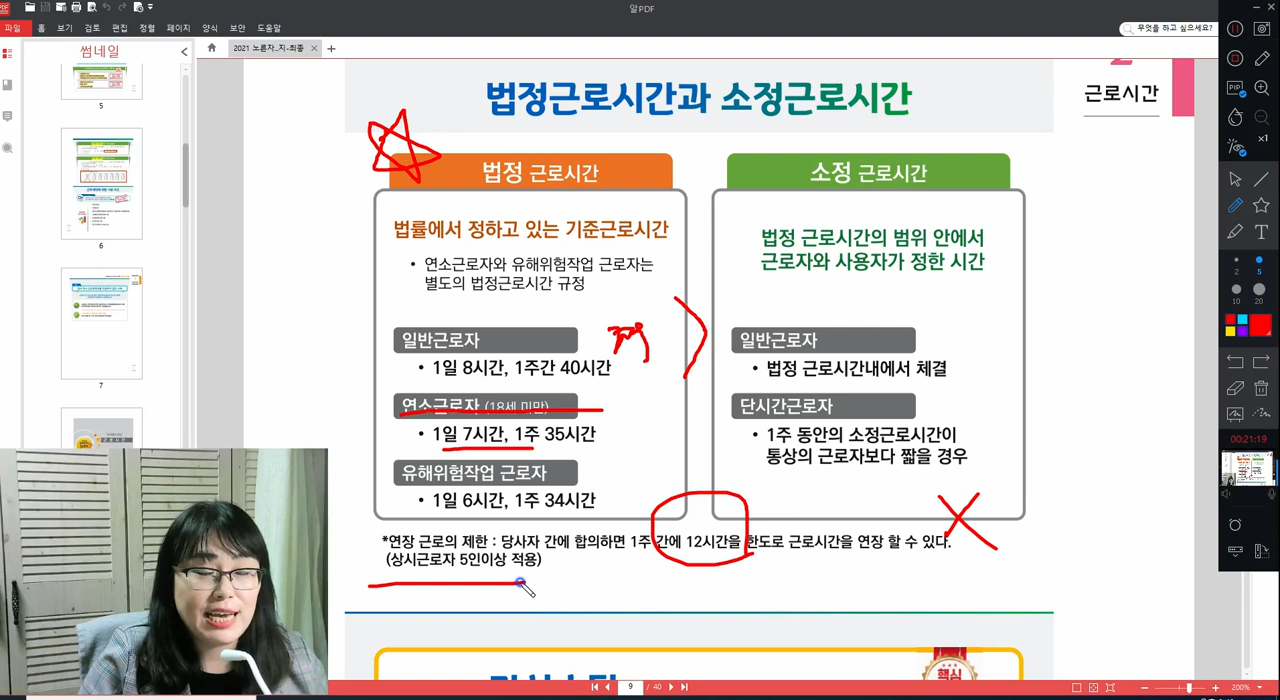 알PDF
파일 홈 보기 검토 편집 정렬 페이지 양식 보안 도움말
무엇을 하고 싶으세요?
썸네일
2021 노른자_지-최종
5
6
7
법정근로시간과 소정근로시간
2
근로시간
법정 근로시간
법률에서 정하고 있는 기준근로시간
• 연소근로자와 유해위험작업 근로자는
별도의 법정근로시간 규정
일반근로자
• 1일 8시간, 1주간 40시간
연소근로자 (18세 미만)
• 1일 7시간, 1주 35시간
유해위험작업 근로자
• 1일 6시간, 1주 34시간
소정 근로시간
법정 근로시간의 범위 안에서
근로자와 사용자가 정한 시간
일반근로자
• 법정 근로시간내에서 체결
단시간근로자
• 1주 동안의 소정근로시간이
통상의 근로자보다 짧을 경우
*연장 근로의 제한 : 당사자 간에 합의하면 1주 간에 12시간을 한도로 근로시간을 연장 할 수 있다.
(상시근로자 5인이상 적용)
핵심
9 / 40
200%
PIP
x1
T
2 5
10 20
00:21:19